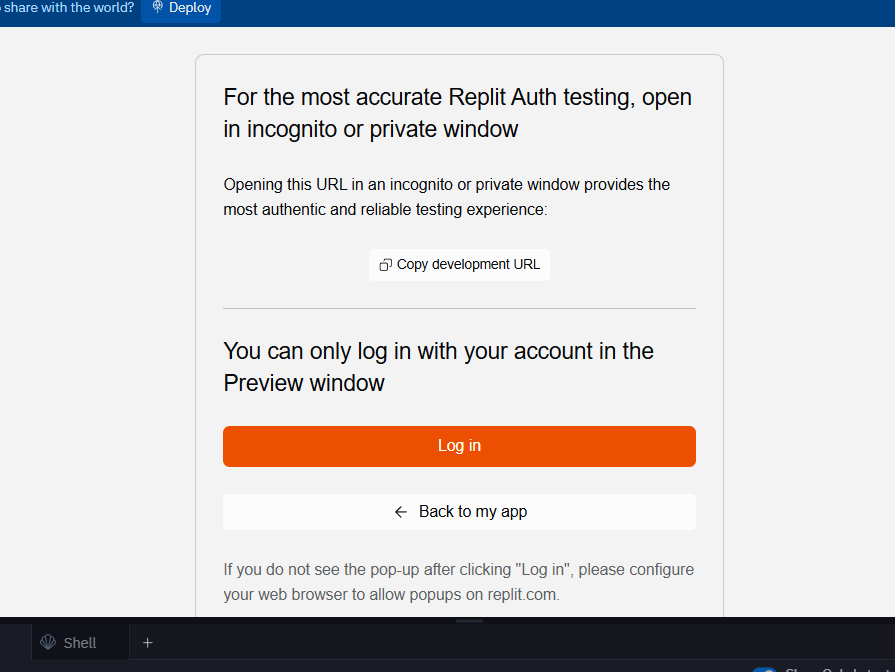 share with the world?
Deploy
For the most accurate Replit Auth testing, open
in incognito or private window
Opening this URL in an incognito or private window provides the
most authentic and reliable testing experience:
Copy development URL
You can only log in with your account in the
Preview window
Log in
← Back to my app
If you do not see the pop-up after clicking "Log in", please configure
your web browser to allow popups on replit.com.
Shell
+